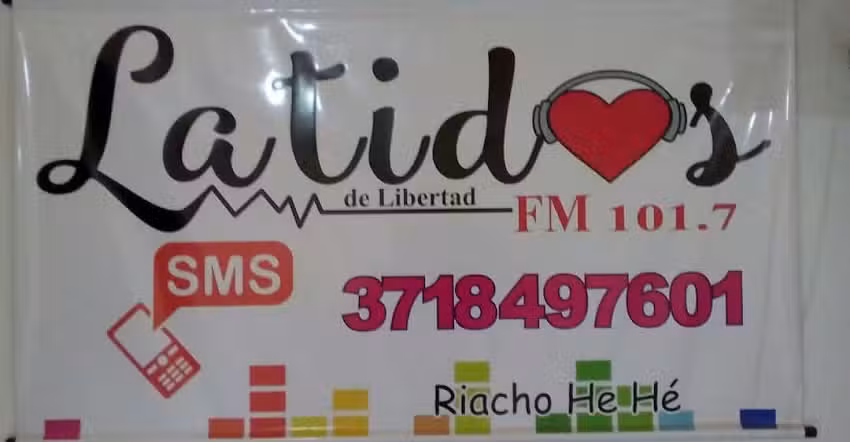 Latidos
de Libertad
FM 101.7
SMS
3718497601
Riacho He Hé